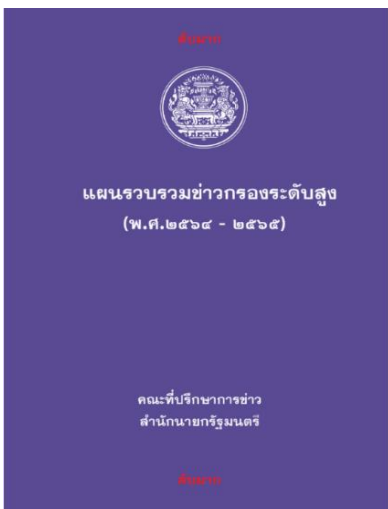 ลับมาก
แผนรวบรวมข่าวกรองระดับสูง
(พ.ศ.๒๕๖๔ - ๒๕๖๕)
คณะที่ปรึกษาการข่าว
สำนักนายกรัฐมนตรี
ลับมาก